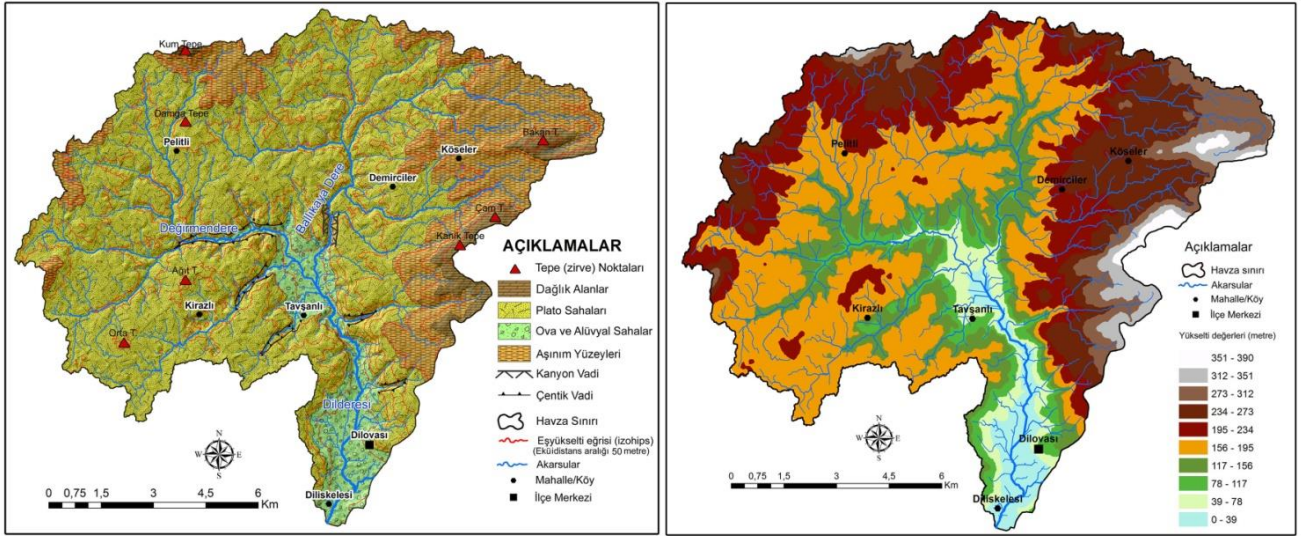 Kum Tepe
Damga Tepe
Pelitli
Bakan T.
Köseler
Demirciler
Ballıkaya Dere
Değirmendere
Çam T.
Kanlık Tepe
Ağıt T.
Kirazlı
Tavşanlı
Orta T.
Dilderesi
Dilovası
Diliskelesi
N
W E
S
0 0,75 1,5 3 4,5 6
Km
AÇIKLAMALAR
Tepe (zirve) Noktaları
Dağlık Alanlar
Plato Sahaları
Ova ve Alüvyal Sahalar
Aşınım Yüzeyleri
Kanyon Vadi
Çentik Vadi
Havza Sınırı
Eşyükselti eğrisi (izohips)
(Eküidistans aralığı 50 metre)
Akarsular
Mahalle/Köy
İlçe Merkezi
Pelitli
Köseler
Demirciler
Kirazlı
Tavşanlı
Dilovası
Diliskelesi
N
W E
S
0 0,75 1,5 3 4,5 6
Km
Açıklamalar
Havza sınırı
Akarsular
Mahalle/Köy
İlçe Merkezi
Yükselti değerleri (metre)
351 - 390
312 - 351
273 - 312
234 - 273
195 - 234
156 - 195
117 - 156
78 - 117
39 - 78
0 - 39